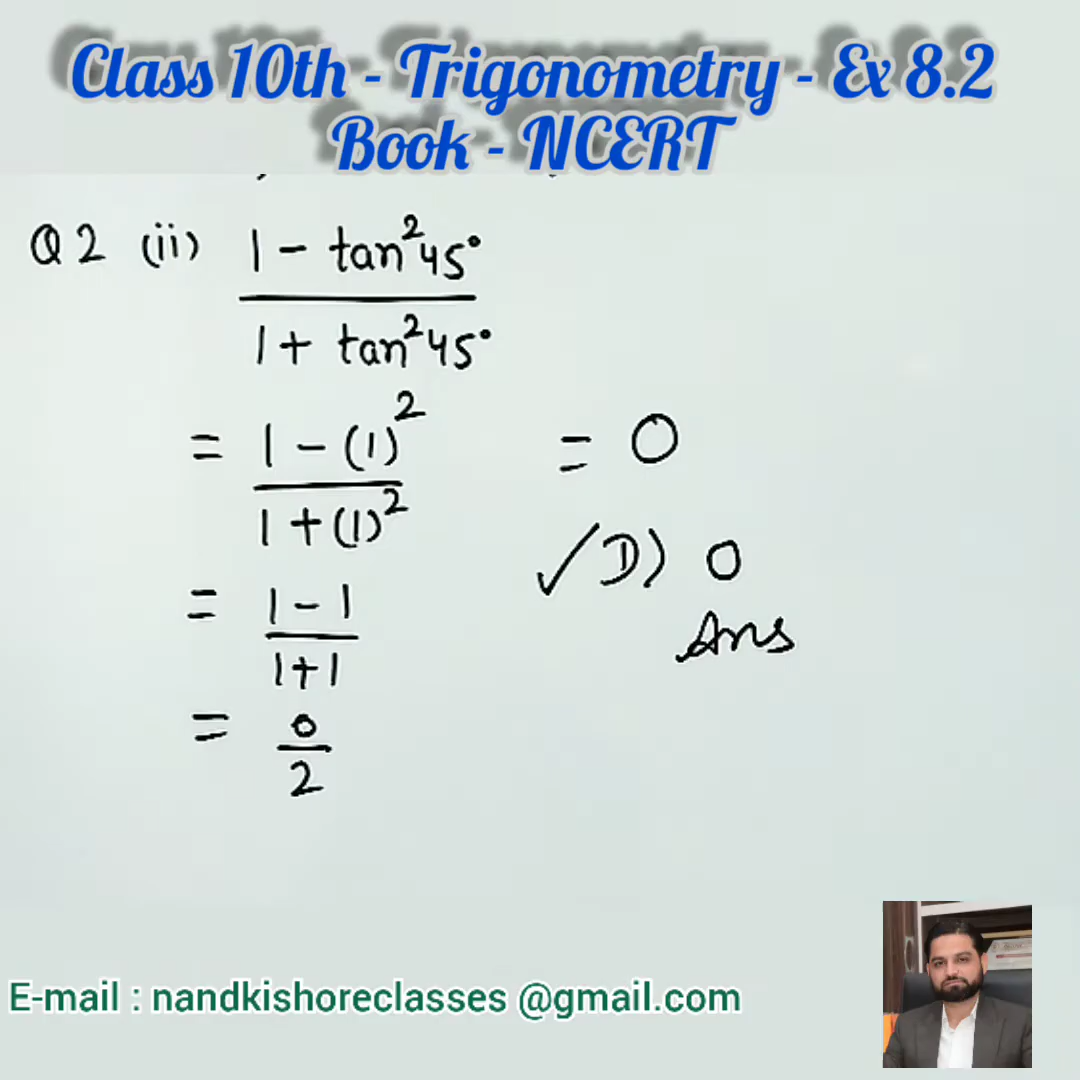 Class 10th - Trigonometry - Ex 8.2
Book - NCERT
Q 2 (ii) 1 - tan²45°
1 + tan²45°
= 1 - (1)²
1 + (1)²
= 1 - 1
1 + 1
= 0
2
= 0
✓ D) 0
Ans
E-mail : nandkishoreclasses @gmail.com